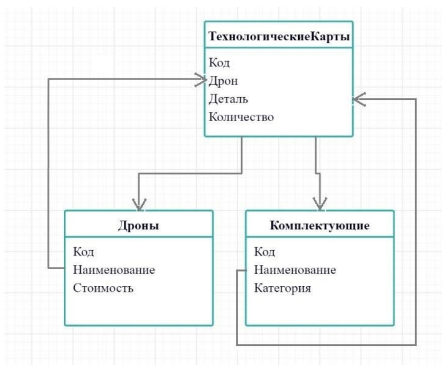 ТехнологическиеКарты
Код
Дрон
Деталь
Количество
Дроны
Код
Наименование
Стоимость
Комплектующие
Код
Наименование
Категория